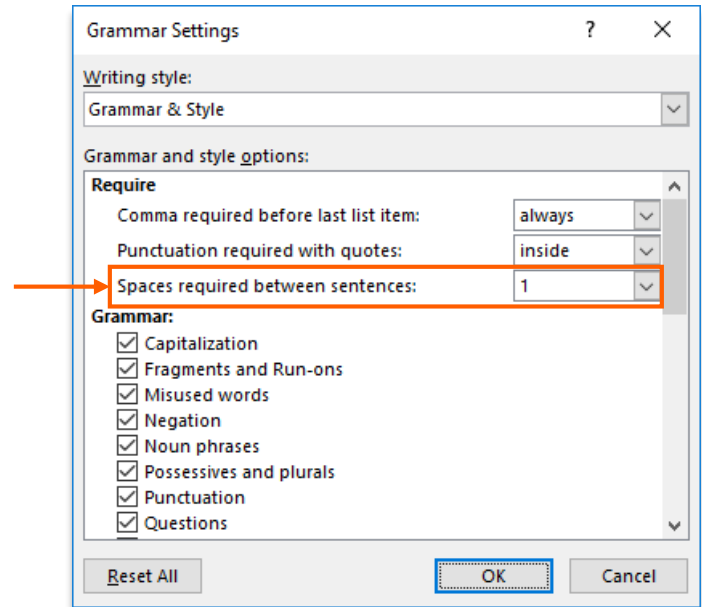 Grammar Settings ?
Writing style:
Grammar & Style
Grammar and style options:
Require
Comma required before last list item: always
Punctuation required with quotes: inside
Spaces required between sentences: 1
Grammar:
Capitalization
Fragments and Run-ons
Misused words
Negation
Noun phrases
Possessives and plurals
Punctuation
Questions
Reset All OK Cancel